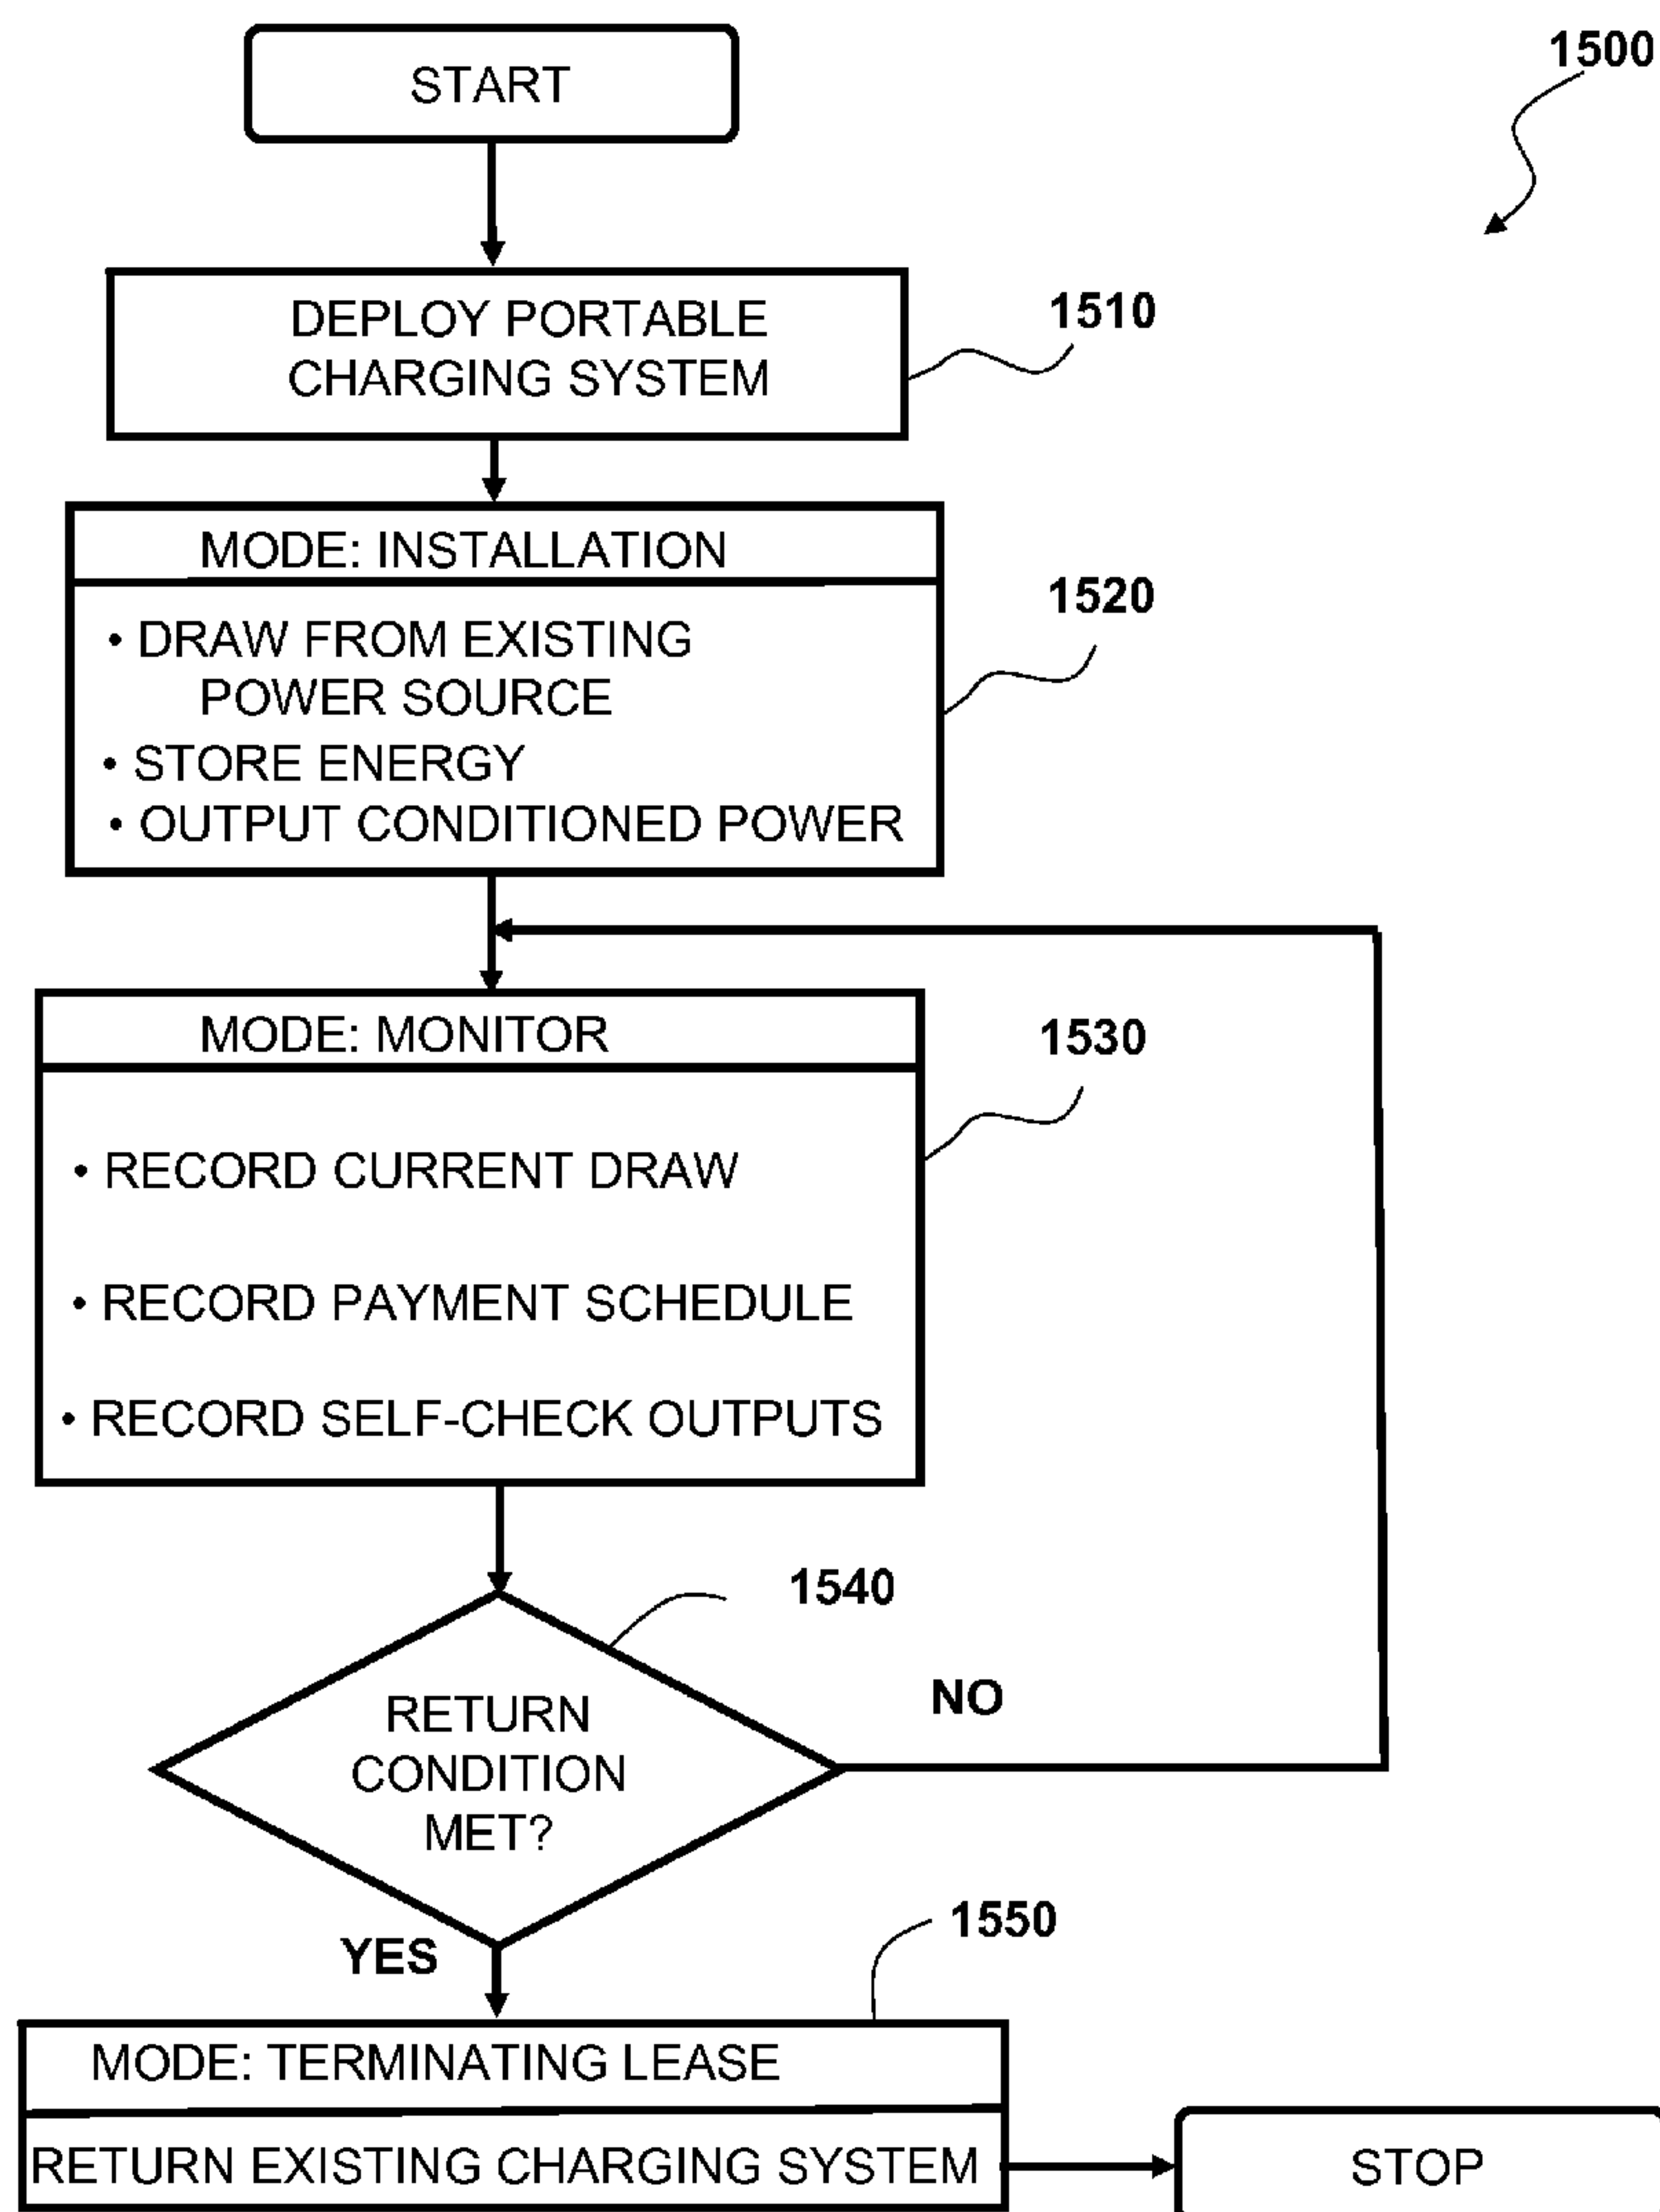 START
1500
DEPLOY PORTABLE
CHARGING SYSTEM
1510
MODE: INSTALLATION
• DRAW FROM EXISTING
POWER SOURCE
• STORE ENERGY
• OUTPUT CONDITIONED POWER
1520
MODE: MONITOR
• RECORD CURRENT DRAW
• RECORD PAYMENT SCHEDULE
• RECORD SELF-CHECK OUTPUTS
1530
RETURN
CONDITION
MET?
1540
NO
YES
1550
MODE: TERMINATING LEASE
RETURN EXISTING CHARGING SYSTEM
STOP